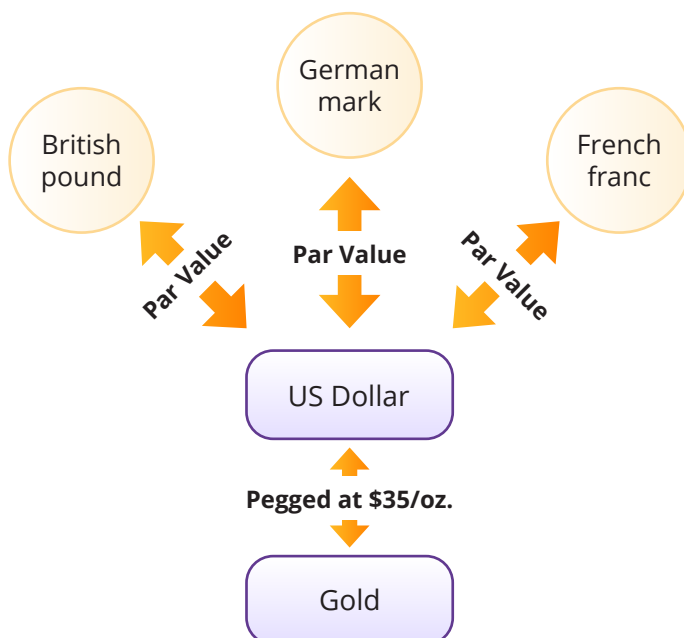 German
mark
British
pound
French
franc
Par Value
Par Value
Par Value
US Dollar
Pegged at $35/oz.
Gold